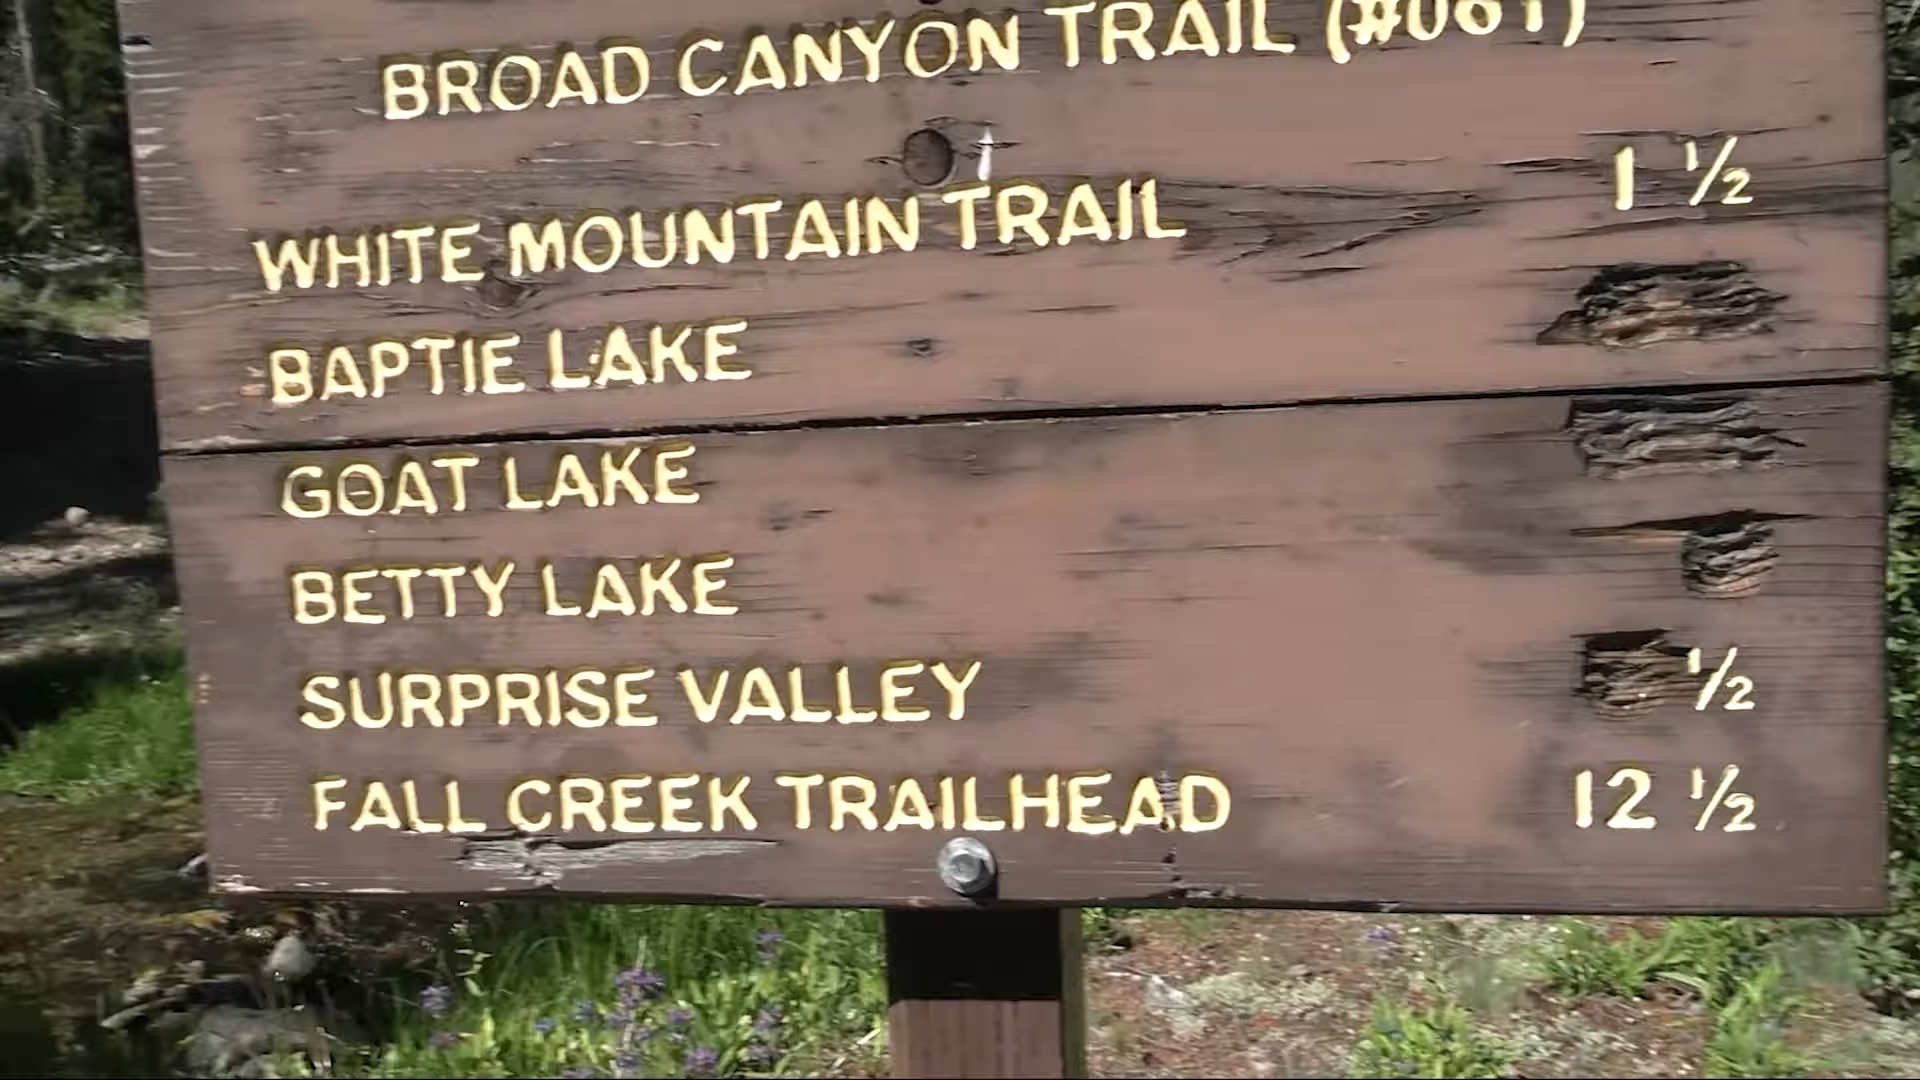 BROAD CANYON TRAIL (#061)
WHITE MOUNTAIN TRAIL 1 ½
BAPTIE LAKE
GOAT LAKE
BETTY LAKE
SURPRISE VALLEY ½
FALL CREEK TRAILHEAD 12 ½